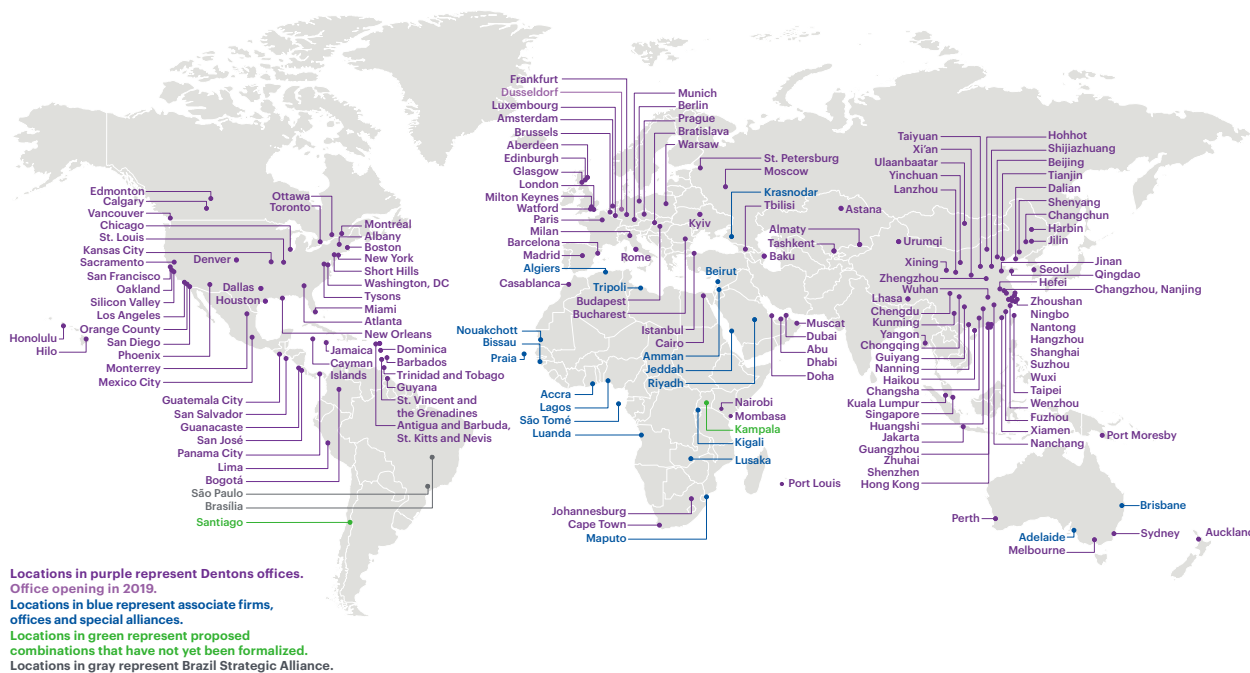 Edmonton
Calgary
Vancouver
Chicago
St. Louis
Kansas City
Sacramento
San Francisco
Oakland
Silicon Valley
Los Angeles
Orange County
San Diego
Phoenix
Monterrey
Mexico City
Honolulu
Hilo
Denver
Dallas
Houston
Ottawa
Toronto
Montréal
Albany
Boston
New York
Short Hills
Washington, DC
Tysons
Miami
Atlanta
New Orleans
Jamaica
Cayman
Islands
Dominica
Barbados
Trinidad and Tobago
Guyana
St. Vincent and
the Grenadines
Antigua and Barbuda,
St. Kitts and Nevis
Guatemala City
San Salvador
Guanacaste
San José
Panama City
Lima
Bogotá
São Paulo
Brasília
Santiago
Frankfurt
Dusseldorf
Luxembourg
Amsterdam
Brussels
Aberdeen
Edinburgh
Glasgow
London
Milton Keynes
Watford
Paris
Milan
Barcelona
Madrid
Algiers
Casablanca
Munich
Berlin
Prague
Bratislava
Warsaw
St. Petersburg
Moscow
Krasnodar
Tbilisi
Kyiv
Rome
Tripoli
Budapest
Bucharest
Istanbul
Cairo
Amman
Jeddah
Riyadh
Beirut
Baku
Astana
Almaty
Tashkent
Muscat
Dubai
Abu
Dhabi
Doha
Nouakchott
Bissau
Praia
Accra
Lagos
São Tomé
Luanda
Nairobi
Mombasa
Kampala
Kigali
Lusaka
Port Louis
Johannesburg
Cape Town
Maputo
Taiyuan
Xi'an
Ulaanbaatar
Yinchuan
Lanzhou
Urumqi
Xining
Zhengzhou
Wuhan
Lhasa
Chengdu
Kunming
Yangon
Chongqing
Guiyang
Nanning
Haikou
Changsha
Kuala Lumpur
Singapore
Huangshi
Jakarta
Guangzhou
Zhuhai
Shenzhen
Hong Kong
Hohhot
Shijiazhuang
Beijing
Tianjin
Dalian
Shenyang
Changchun
Harbin
Jilin
Jinan
Seoul
Qingdao
Hefei
Changzhou, Nanjing
Zhoushan
Ningbo
Nantong
Hangzhou
Shanghai
Suzhou
Wuxi
Taipei
Wenzhou
Fuzhou
Xiamen
Nanchang
Port Moresby
Perth
Adelaide
Melbourne
Brisbane
Sydney
Auckland
Locations in purple represent Dentons offices.
Office opening in 2019.
Locations in blue represent associate firms,
offices and special alliances.
Locations in green represent proposed
combinations that have not yet been formalized.
Locations in gray represent Brazil Strategic Alliance.